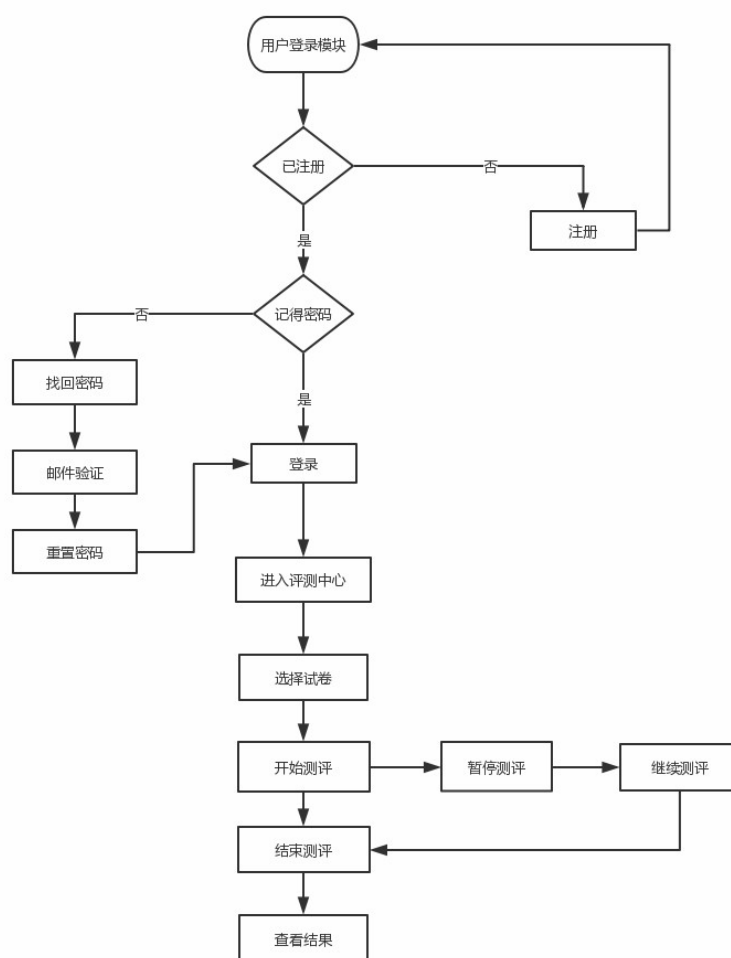 用户登录模块
已注册
否
注册
是
记得密码
否
找回密码
是
邮件验证
登录
重置密码
进入评测中心
选择试卷
开始测评
暂停测评
继续测评
结束测评
查看结果